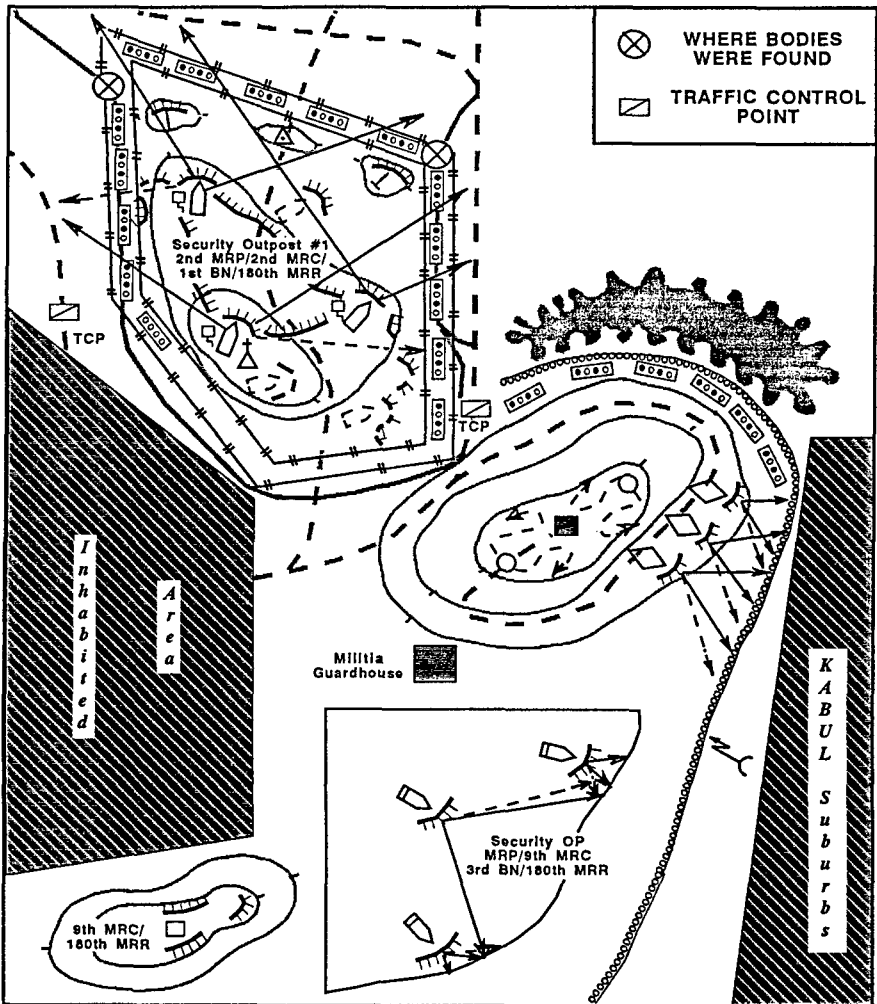 WHERE BODIES
WERE FOUND
TRAFFIC CONTROL
POINT
Security Outpost #1
2nd MRP/2nd MRC/
1st BN/180th MRR
TCP
TCP
Inhabited
Area
Militia
Guardhouse
KABUL Suburbs
N
Security OP
MRP/9th MRC
3rd BN/180th MRR
9th MRC/
180th MRR